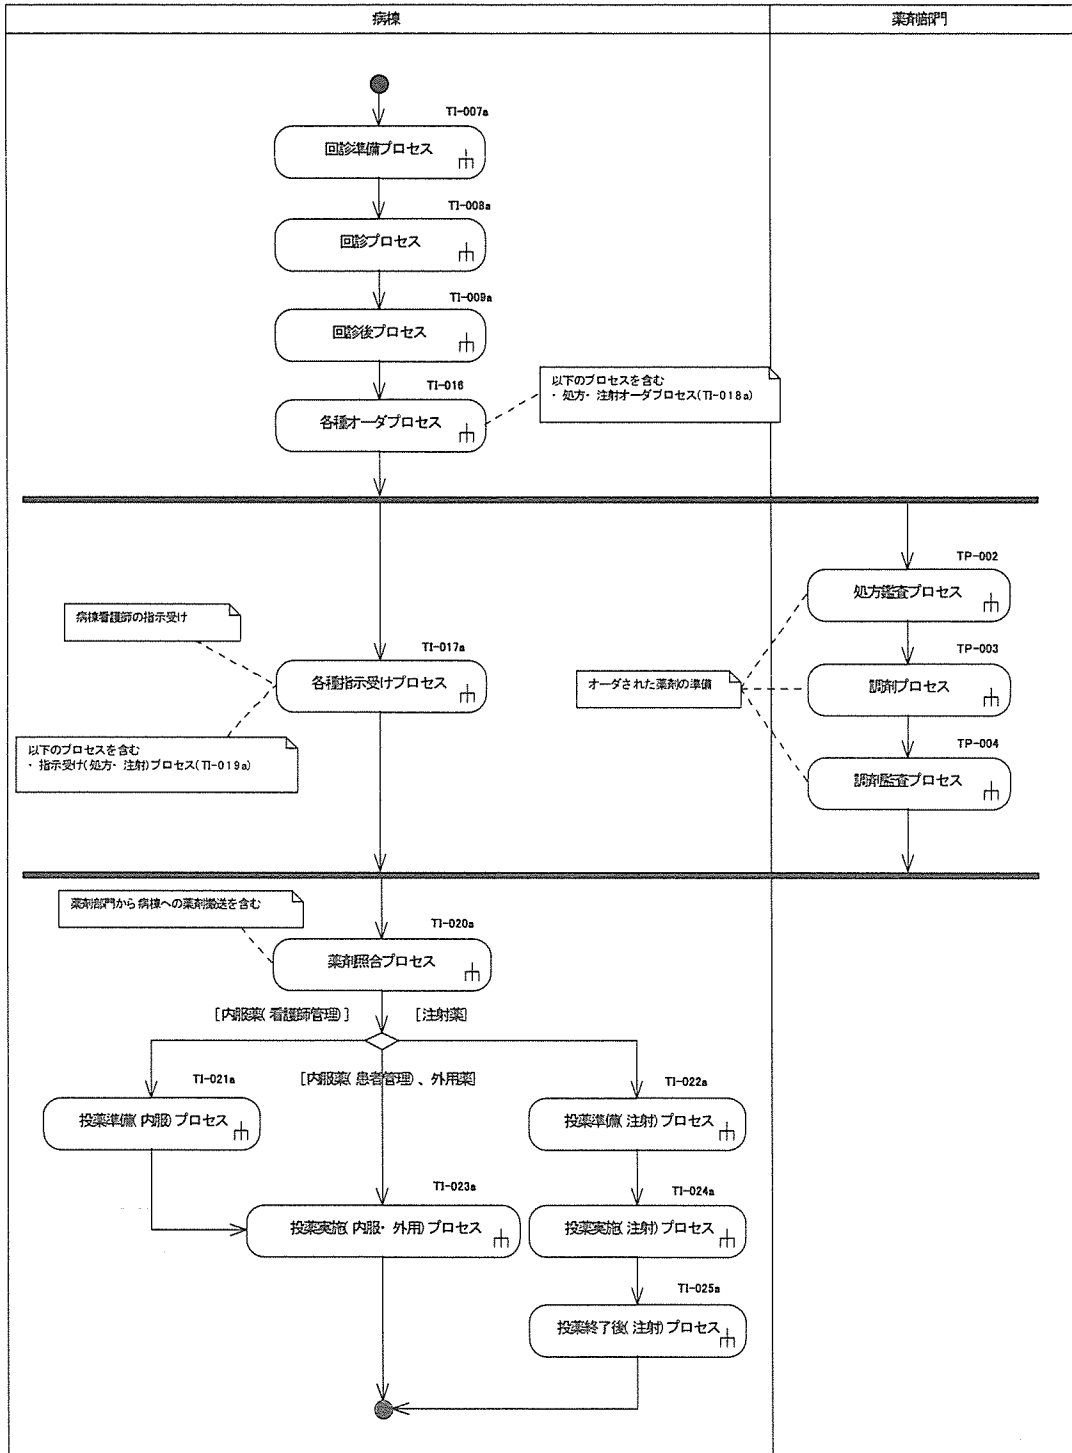 病棟
薬剤部門
TI-007a
回診準備プロセス
TI-008a
回診プロセス
TI-009a
回診後プロセス
TI-016
各種オーダプロセス
以下のプロセスを含む
・処方・注射オーダプロセス(TI-018a)
TP-002
処方鑑査プロセス
病棟看護師の指示受け
TI-017a
各種指示受けプロセス
TP-003
調剤プロセス
オーダされた薬剤の準備
以下のプロセスを含む
・指示受け(処方・注射)プロセス(TI-019a)
TP-004
調剤鑑査プロセス
薬剤部門から病棟への薬剤搬送を含む
TI-020a
薬剤照合プロセス
[内服薬(看護師管理)]
[注射薬]
[内服薬(患者管理)、外用薬]
TI-021a
投薬準備(内服)プロセス
TI-022a
投薬準備(注射)プロセス
TI-023a
投薬実施(内服・外用)プロセス
TI-024a
投薬実施(注射)プロセス
TI-025a
投薬終了後(注射)プロセス